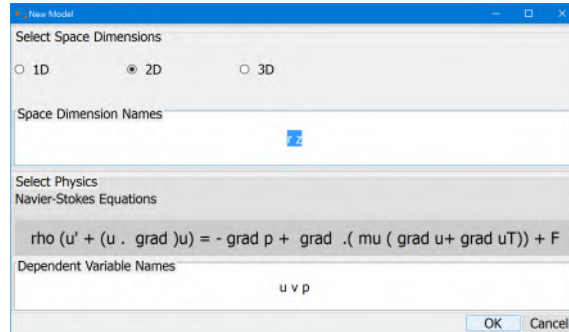 New Model
Select Space Dimensions
1D 2D 3D
Space Dimension Names
r z
Select Physics
Navier-Stokes Equations
rho (u' + (u . grad )u) = - grad p + grad .( mu ( grad u+ grad uT)) + F
Dependent Variable Names
u v p
OK Cancel